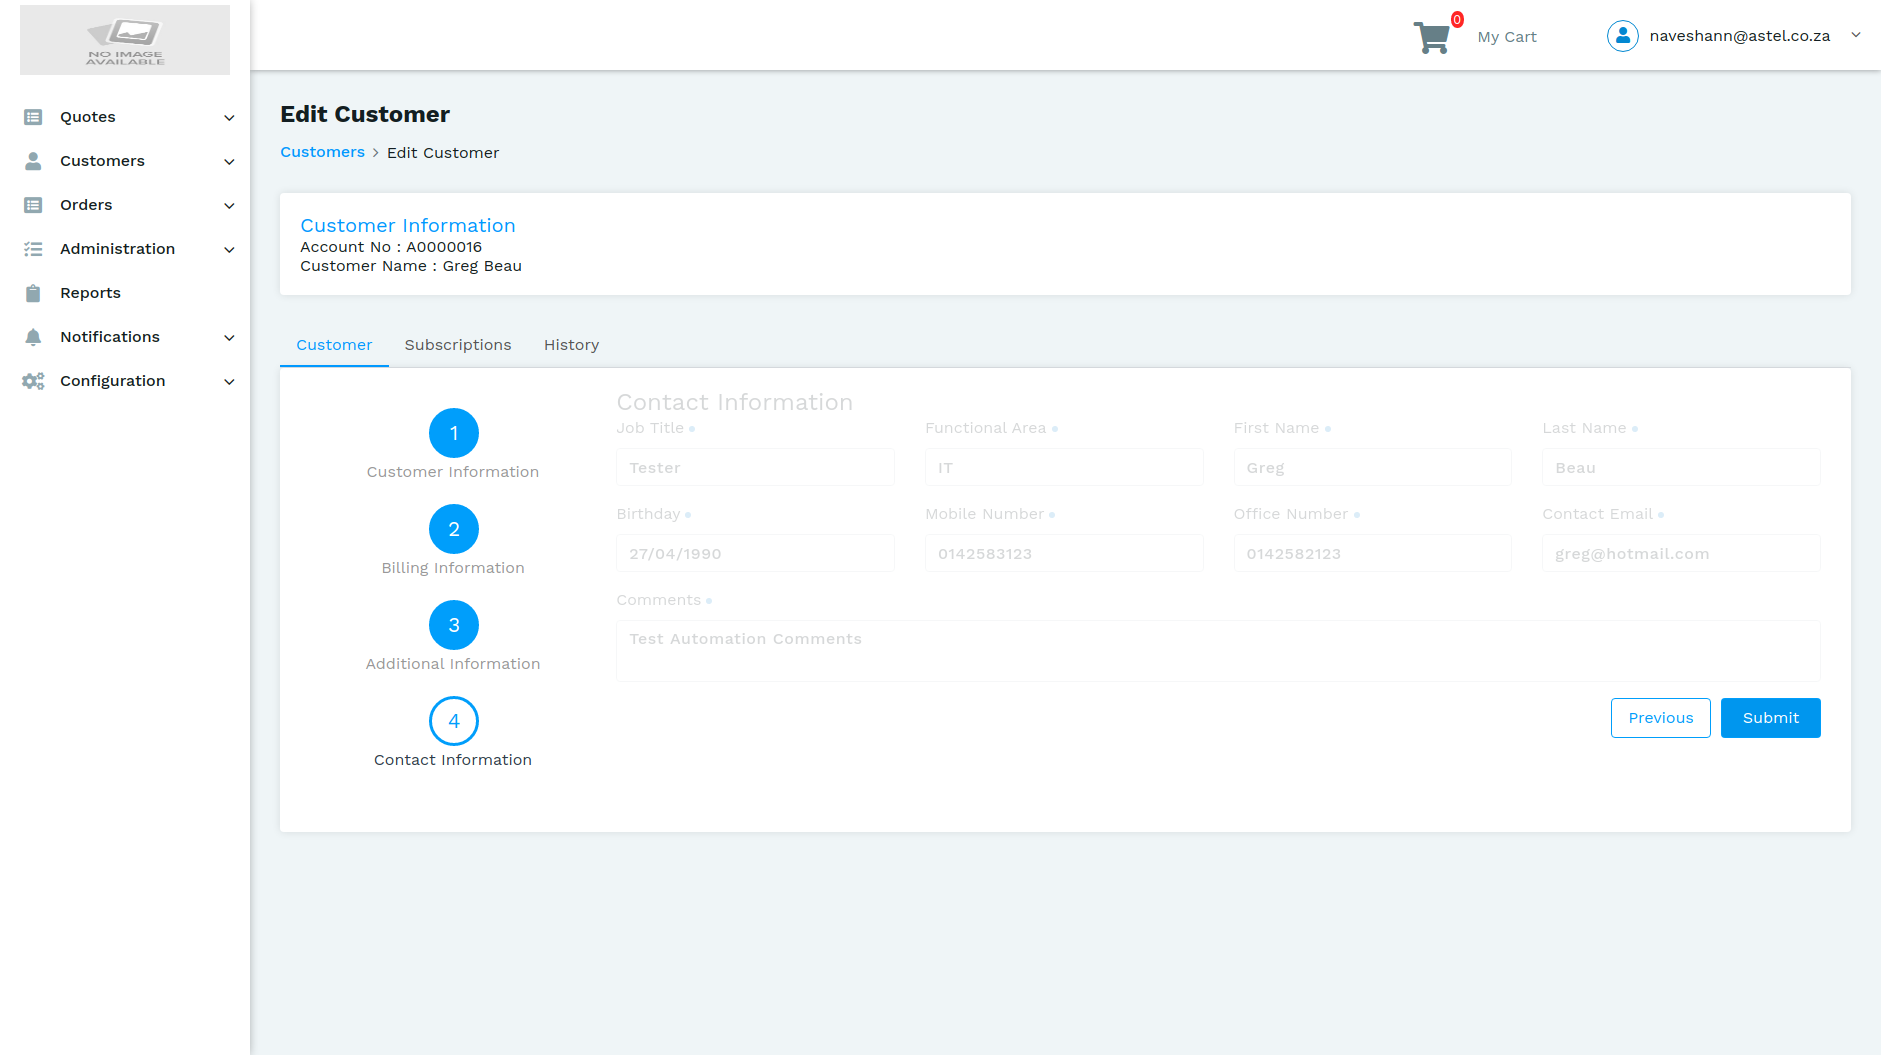 NO IMAGE
AVAILABLE
0
My Cart
naveshann@astel.co.za
Quotes
Customers
Orders
Administration
Reports
Notifications
Configuration
Edit Customer
Customers > Edit Customer
Customer Information
Account No : A0000016
Customer Name : Greg Beau
Customer Subscriptions History
1
Customer Information
2
Billing Information
3
Additional Information
4
Contact Information
Contact Information
Job Title Functional Area First Name Last Name
Tester IT Greg Beau
Birthday Mobile Number Office Number Contact Email
27/04/1990 0142583123 0142582123 greg@hotmail.com
Comments
Test Automation Comments
Previous Submit